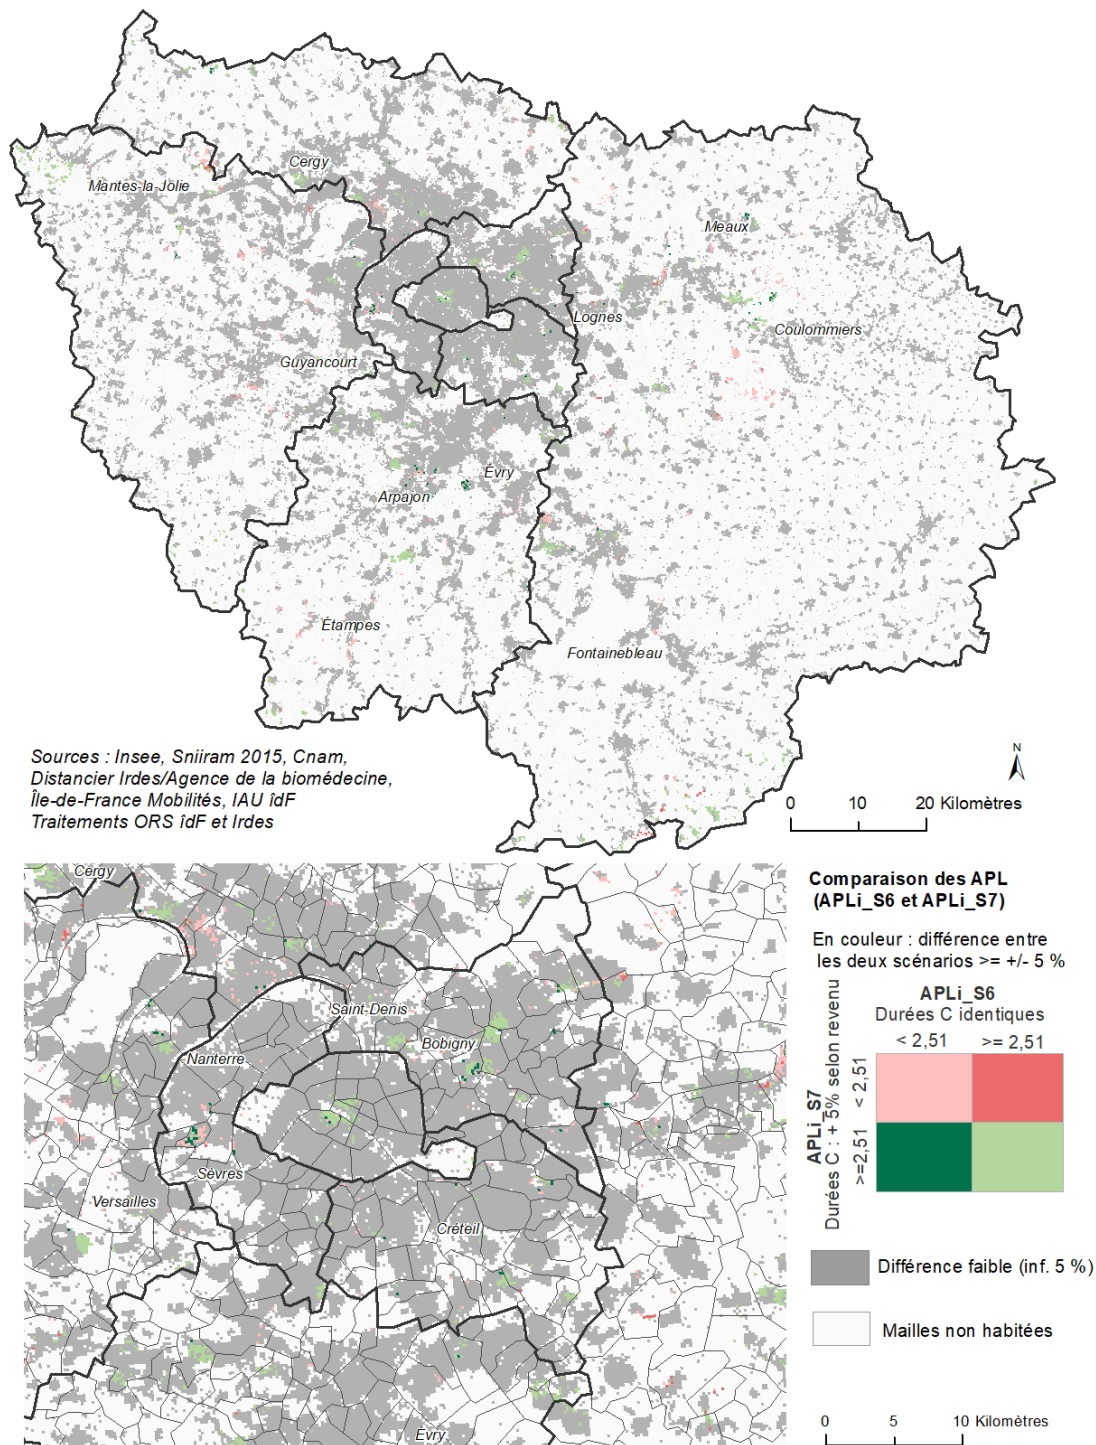 Cergy
Mantes-la-Jolie
Meaux
Lognes
Coulommiers
Guyancourt
Évry
Arpajon
Étampes
Fontainebleau
Sources : Insee, Sniiram 2015, Cnam,
Distancier Irdes/Agence de la biomédecine,
Île-de-France Mobilités, IAU îdF
Traitements ORS îdF et Irdes
N
0 10 20 Kilomètres
Cergy
Saint-Denis
Bobigny
Nanterre
Sèvres
Versailles
Créteil
Évry
Comparaison des APL
(APLi_S6 et APLi_S7)
En couleur : différence entre
les deux scénarios >= +/- 5 %
APLi_S6
Durées C identiques
< 2,51 >= 2,51
APLi_S7
Durées C : + 5% selon revenu
>=2,51 < 2,51
Différence faible (inf. 5 %)
Mailles non habitées
0 5 10 Kilomètres